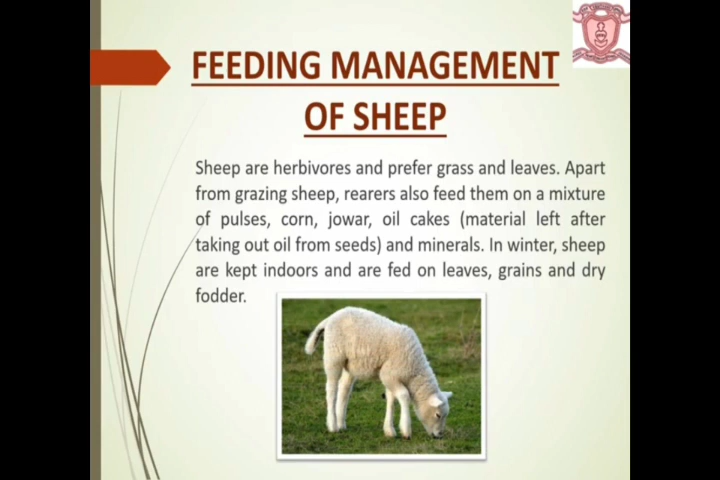 FEEDING MANAGEMENT
OF SHEEP
Sheep are herbivores and prefer grass and leaves. Apart
from grazing sheep, rearers also feed them on a mixture
of pulses, corn, jowar, oil cakes (material left after
taking out oil from seeds) and minerals. In winter, sheep
are kept indoors and are fed on leaves, grains and dry
fodder.